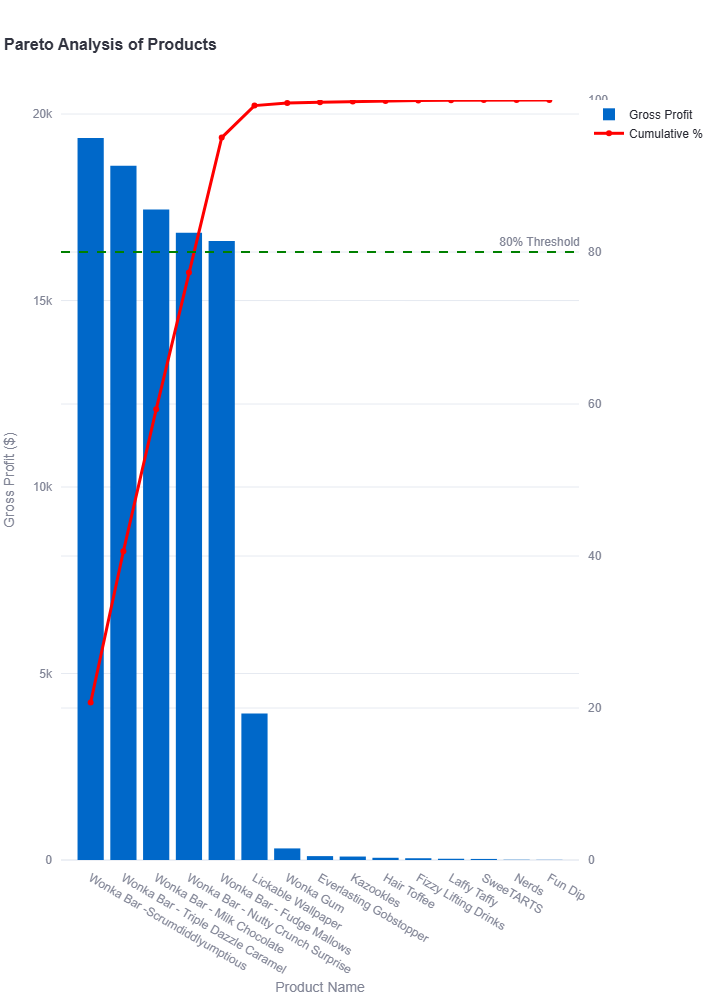 Pareto Analysis of Products
100
Gross Profit
Cumulative %
20k
80% Threshold
80
15k
60
10k
40
5k
20
0
0
Gross Profit ($)
Wonka Bar -Scrumdiddlyumptious
Wonka Bar - Triple Dazzle Caramel
Wonka Bar - Milk Chocolate
Wonka Bar - Nutty Crunch Surprise
Wonka Bar - Fudge Mallows
Lickable Wallpaper
Wonka Gum
Everlasting Gobstopper
Kazookles
Hair Toffee
Fizzy Lifting Drinks
Laffy Taffy
SweeTARTS
Nerds
Fun Dip
Product Name